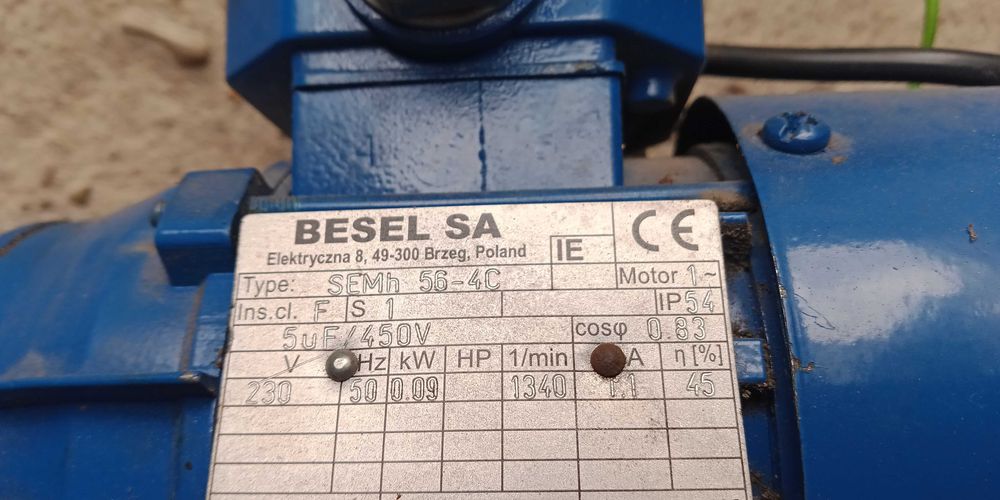 BESEL SA
Elektryczna 8, 49-300 Brzeg, Poland
IE
CE
Type: SEMh 56-4C Motor 1~
Ins.cl. F S 1 IP54
5uF/450V cosφ 0.83
V Hz kW HP 1/min A η [%]
230 50 0.09 1340 1.1 45